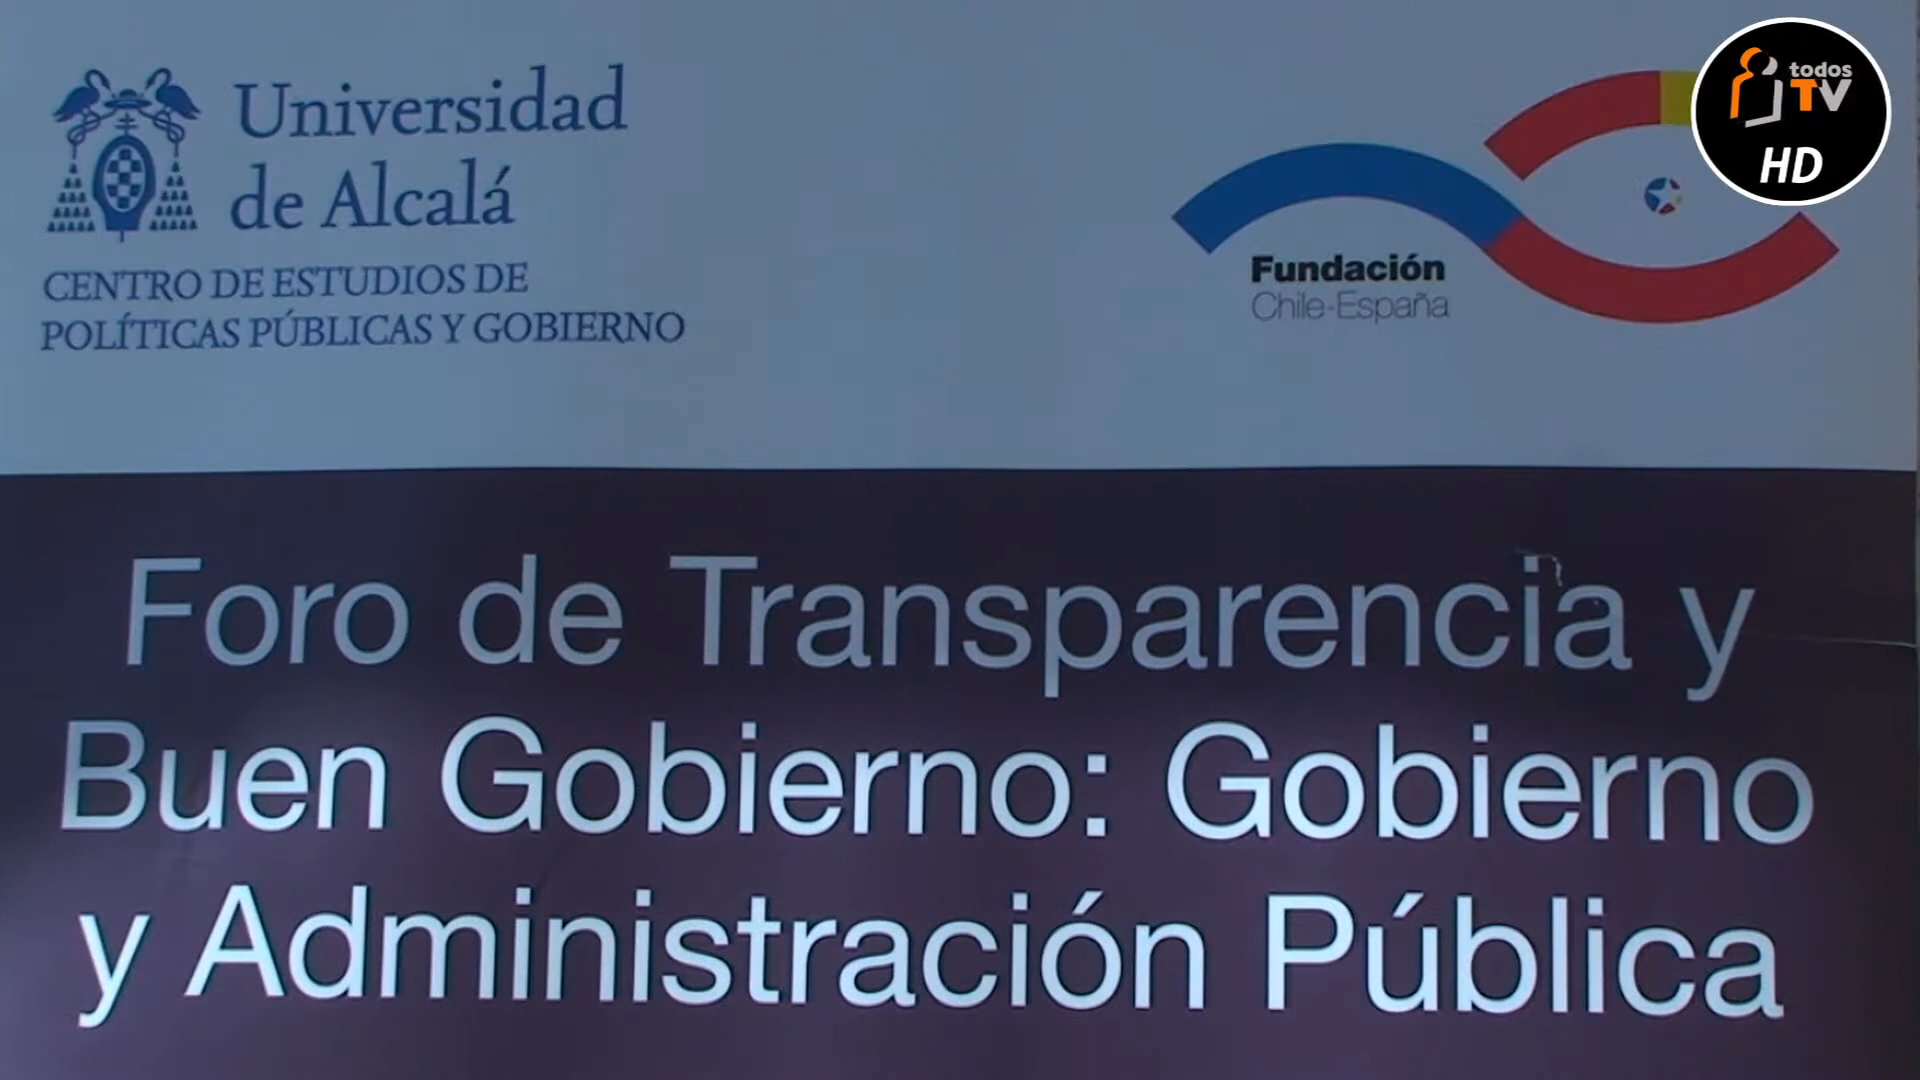 Universidad
de Alcalá
CENTRO DE ESTUDIOS DE
POLÍTICAS PÚBLICAS Y GOBIERNO
Fundación
Chile-España
todos
TV
HD
Foro de Transparencia y
Buen Gobierno: Gobierno
y Administración Pública